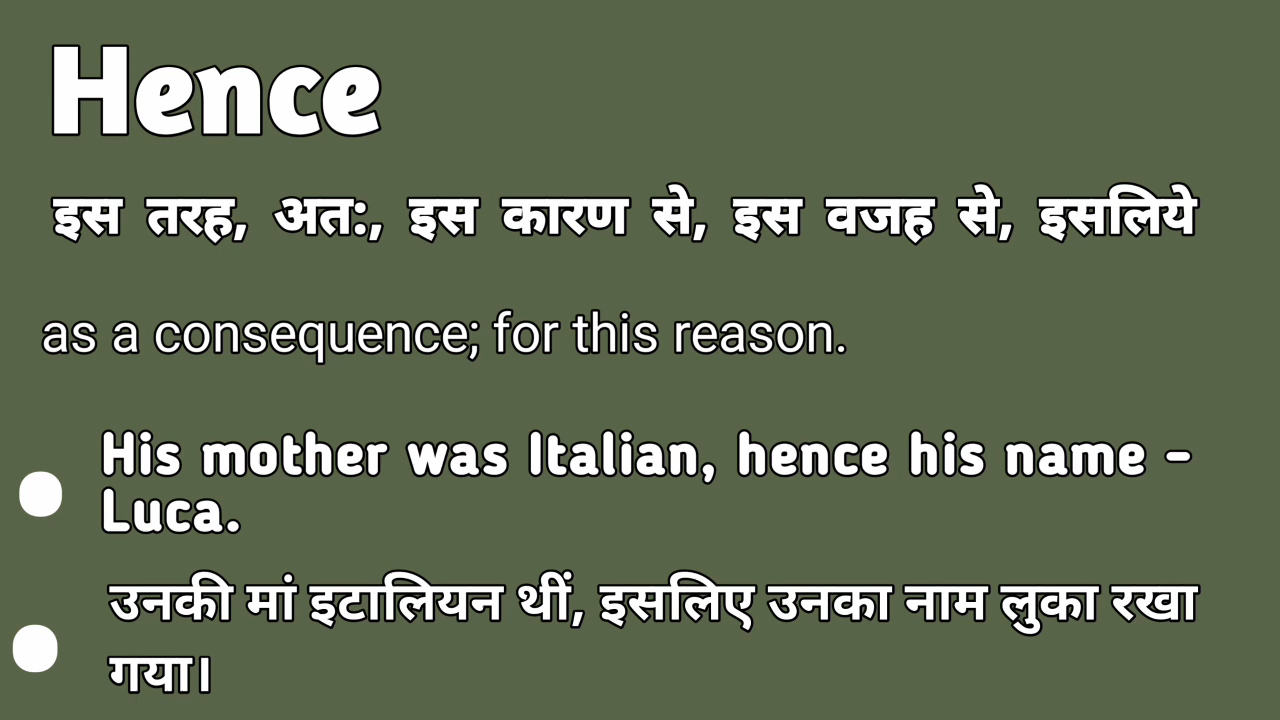 Hence
इस तरह, अत:, इस कारण से, इस वजह से, इसलिये
as a consequence; for this reason.
His mother was Italian, hence his name -
Luca.
उनकी मां इटालियन थीं, इसलिए उनका नाम लुका रखा
गया।